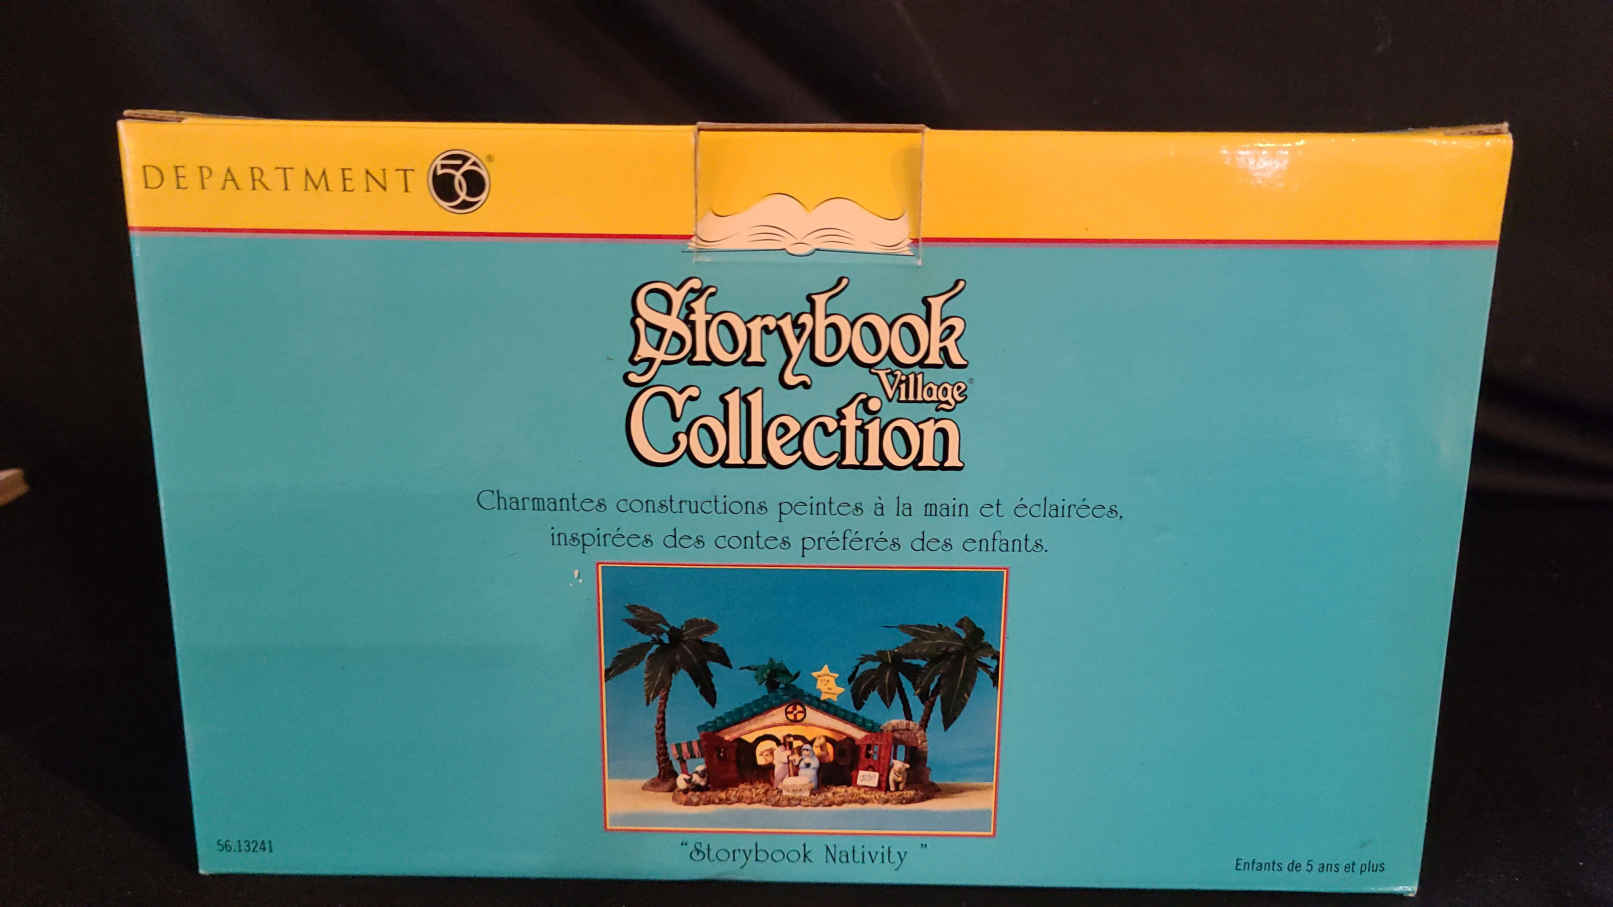 DEPARTMENT 56®
Storybook
Village®
Collection
Charmantes constructions peintes à la main et éclairées,
inspirées des contes préférés des enfants.
56.13241
“Storybook Nativity ”
Enfants de 5 ans et plus